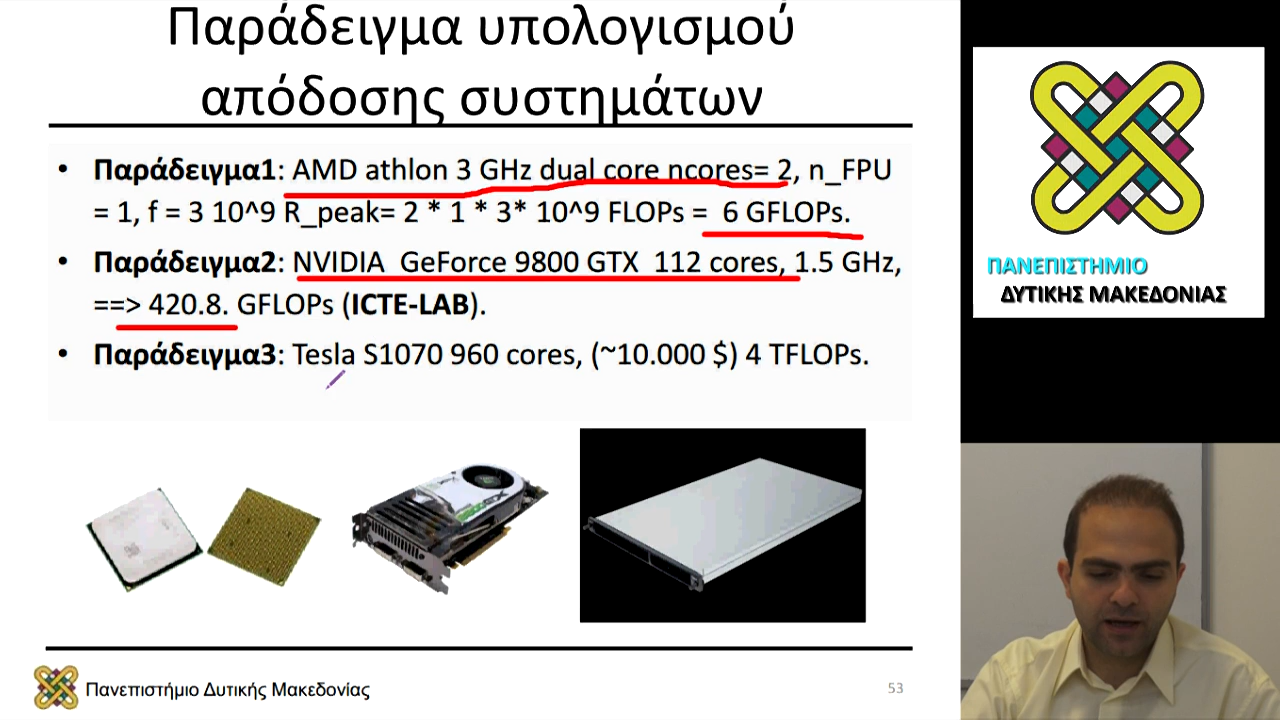 Παράδειγμα υπολογισμού
απόδοσης συστημάτων
• Παράδειγμα1: AMD athlon 3 GHz dual core ncores= 2, n_FPU
= 1, f = 3 10^9 R_peak= 2 * 1 * 3* 10^9 FLOPs = 6 GFLOPs.
• Παράδειγμα2: NVIDIA GeForce 9800 GTX 112 cores, 1.5 GHz,
==> 420.8. GFLOPs (ICTE-LAB).
• Παράδειγμα3: Tesla S1070 960 cores, (~10.000 $) 4 TFLOPs.
Πανεπιστήμιο Δυτικής Μακεδονίας
53
ΠΑΝΕΠΙΣΤΗΜΙΟ
ΔΥΤΙΚΗΣ ΜΑΚΕΔΟΝΙΑΣ